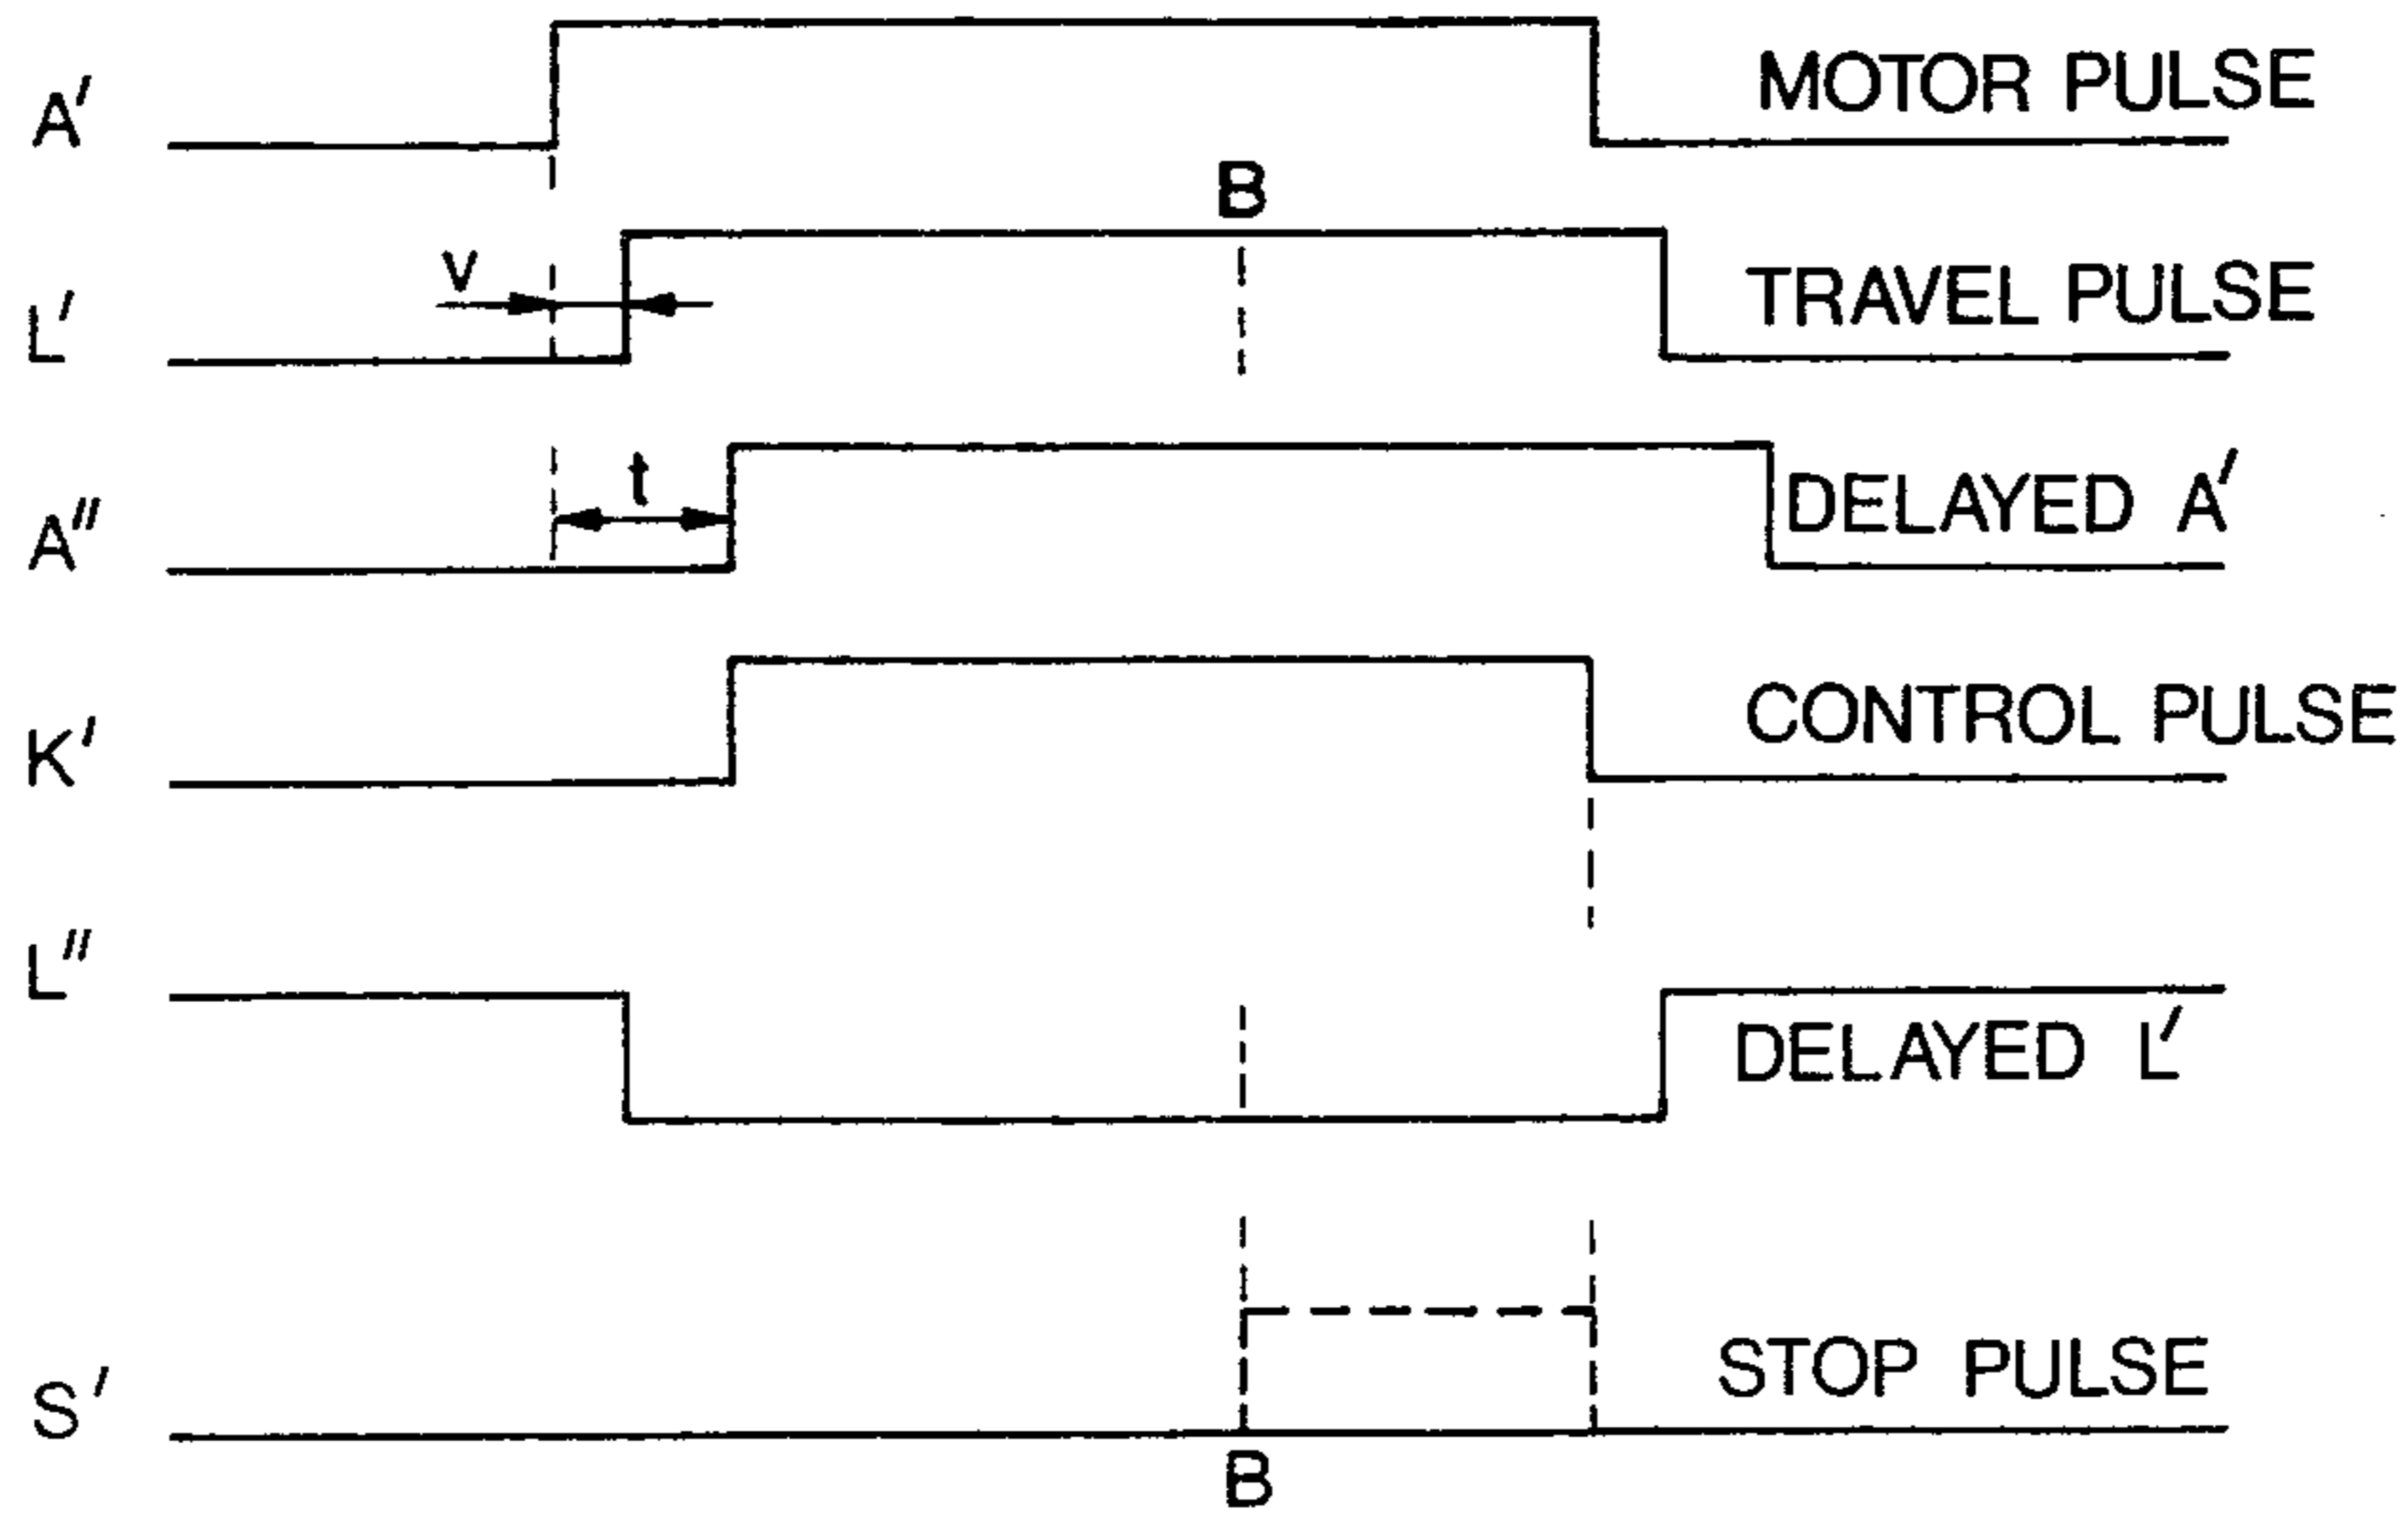 A′ MOTOR PULSE
B
v
L′ TRAVEL PULSE
t
A″ DELAYED A′
K′ CONTROL PULSE
L″ DELAYED L′
S′ STOP PULSE
B